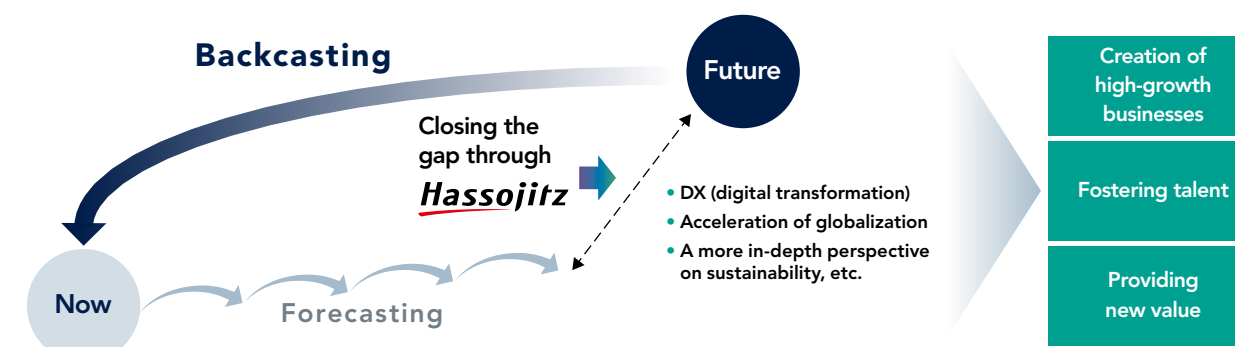 Backcasting
Future
Closing the
gap through
Hassojitz
• DX (digital transformation)
• Acceleration of globalization
• A more in-depth perspective
on sustainability, etc.
Now
Forecasting
Creation of
high-growth
businesses
Fostering talent
Providing
new value